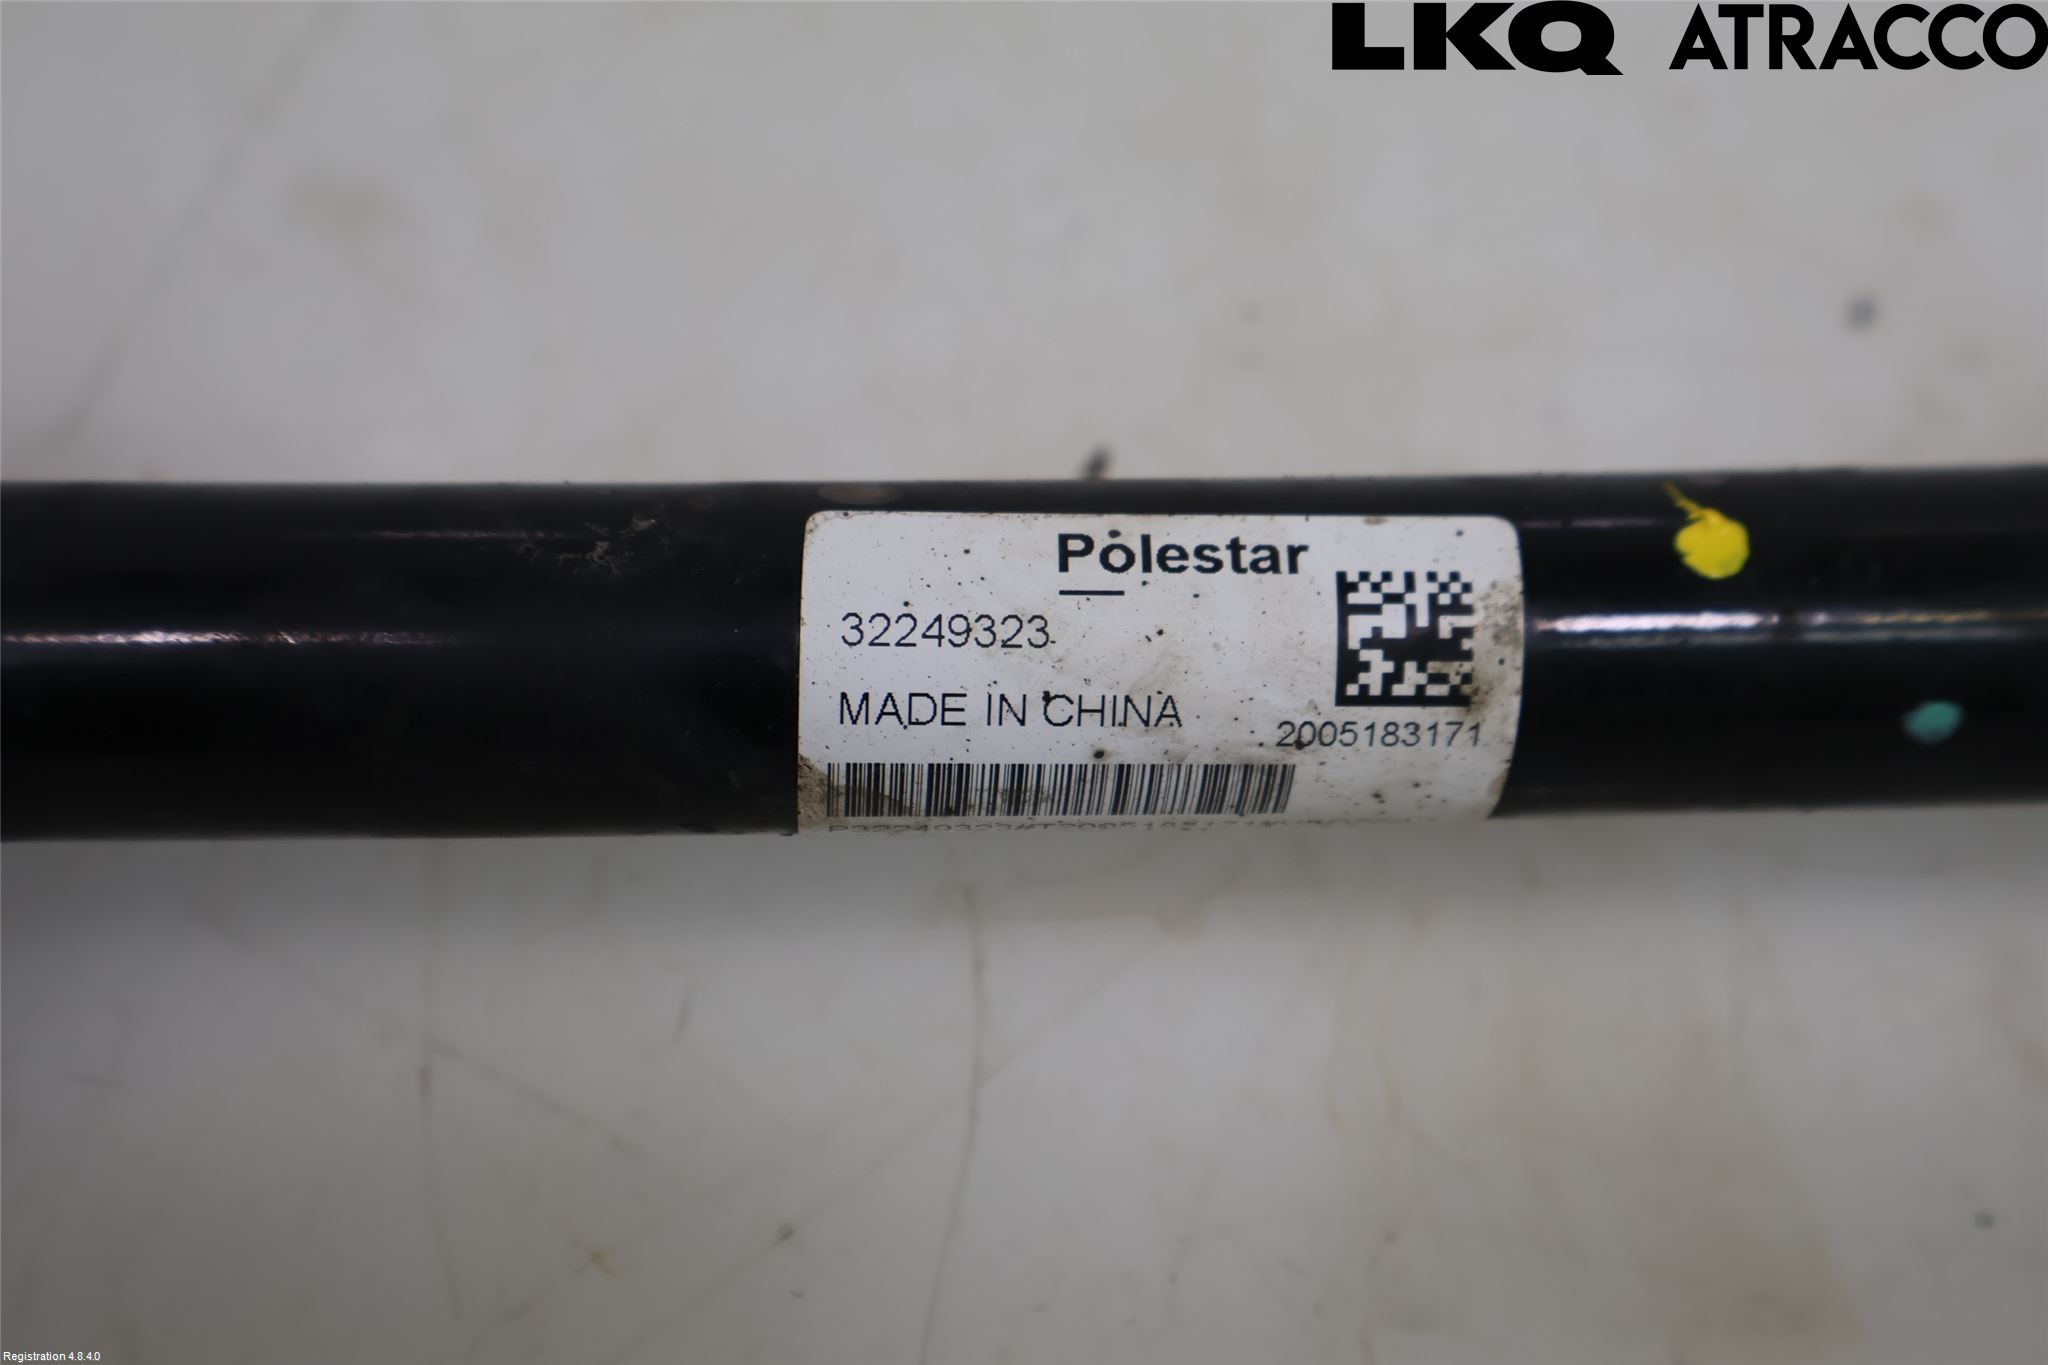 LKQ ATRACCO
Polestar
32249323
MADE IN CHINA
2005183171
Registration 4.8.4.0